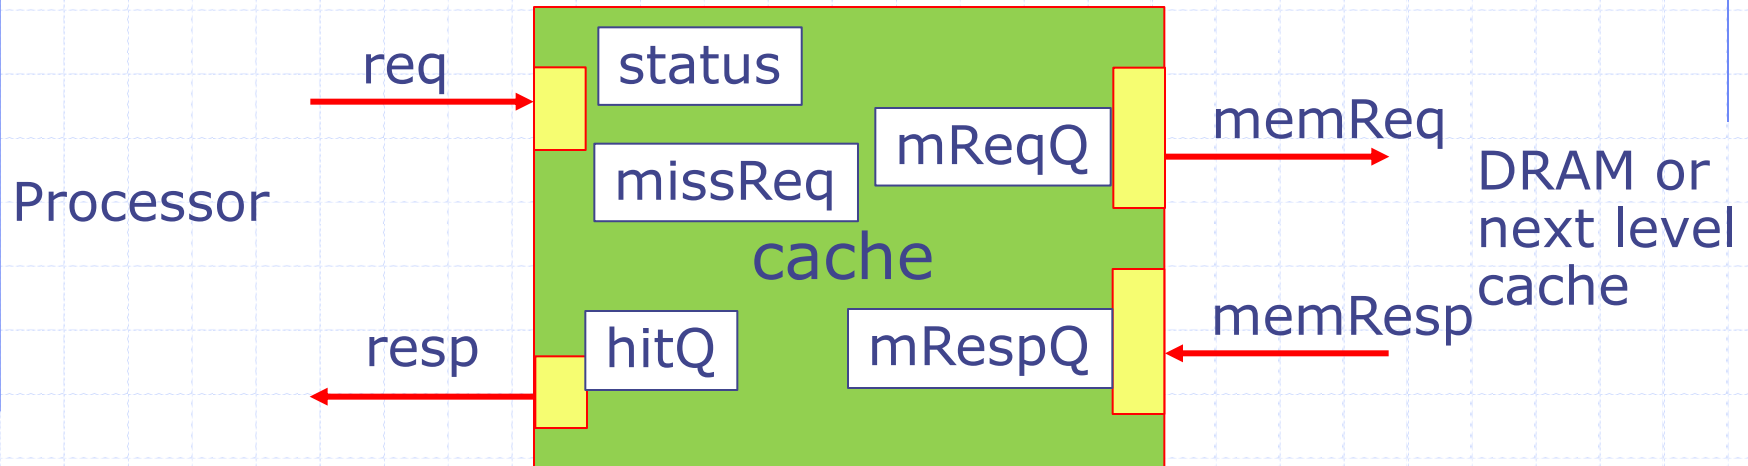 req
status
mReqQ
memReq
missReq
Processor
DRAM or
next level
cache
cache
memResp
resp
hitQ
mRespQ